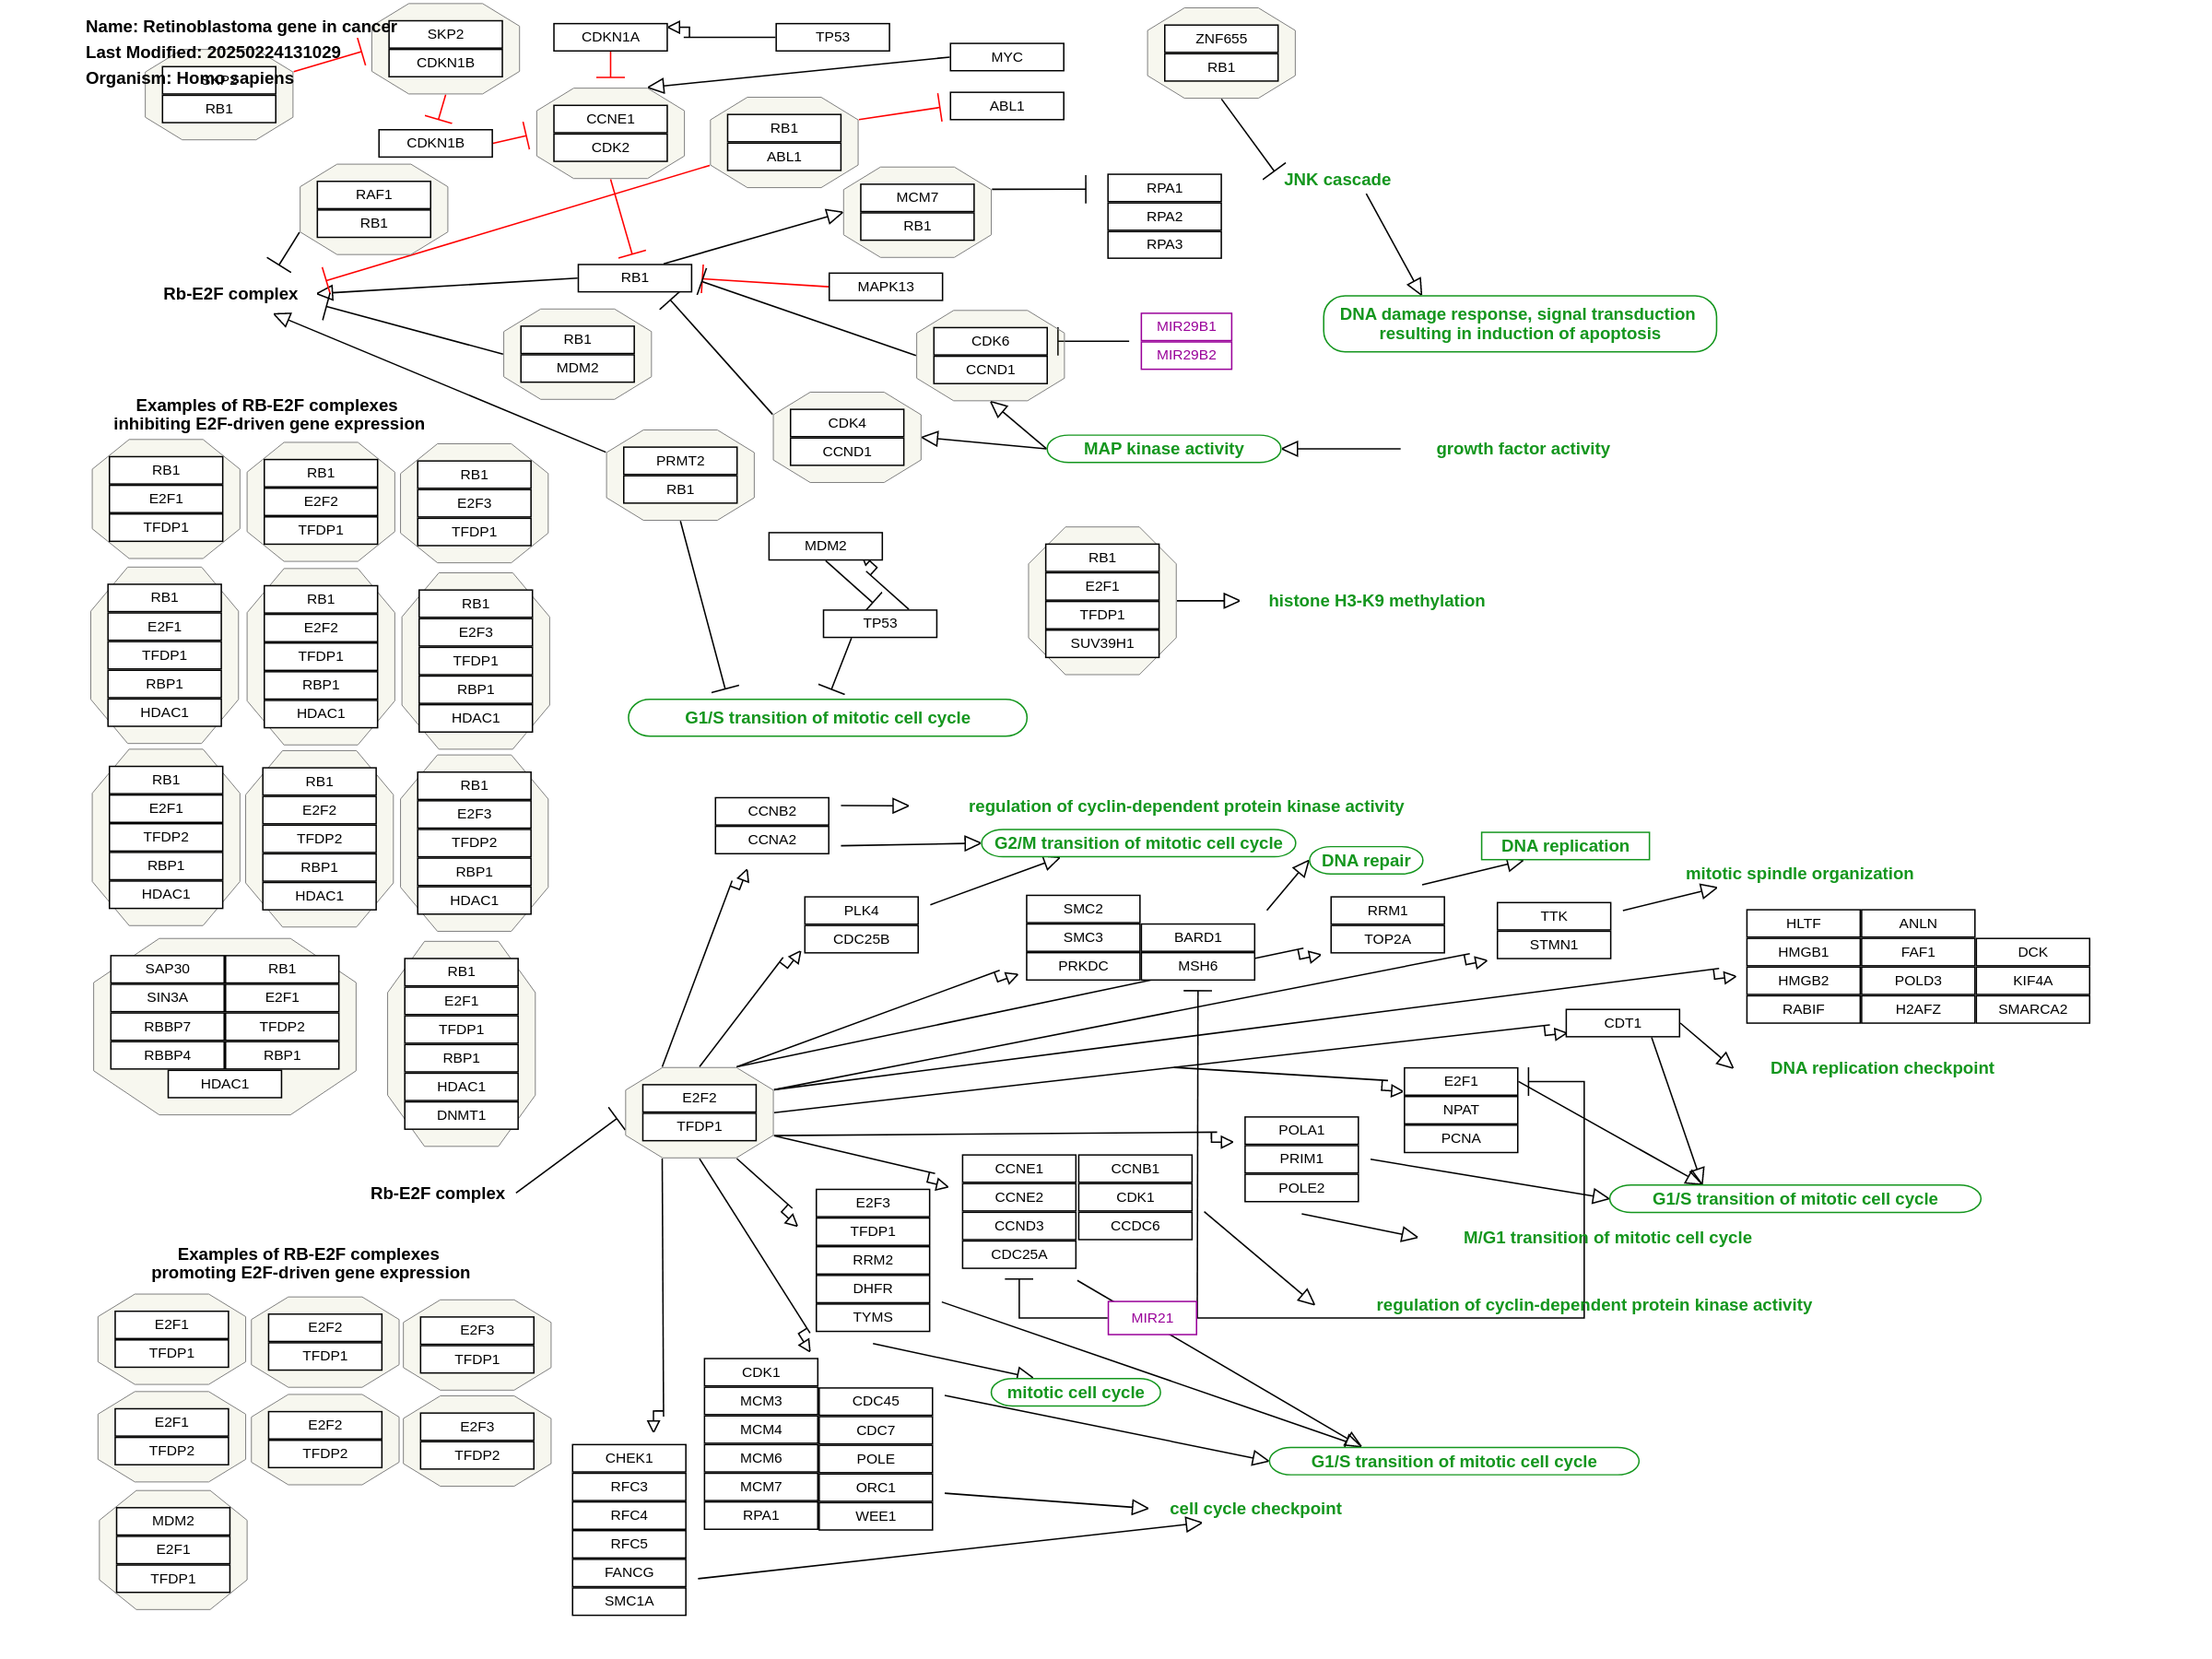 Name: Retinoblastoma gene in cancer
Last Modified: 20250224131029
Organism: Homo sapiens
SKP2
RB1
SKP2
CDKN1B
CDKN1A
TP53
MYC
ABL1
ZNF655
RB1
CDKN1B
CCNE1
CDK2
RB1
ABL1
RAF1
RB1
MCM7
RB1
RPA1
RPA2
RPA3
JNK cascade
Rb-E2F complex
RB1
MAPK13
DNA damage response, signal transduction
resulting in induction of apoptosis
RB1
MDM2
CDK6
CCND1
MIR29B1
MIR29B2
CDK4
CCND1
MAP kinase activity
growth factor activity
PRMT2
RB1
MDM2
TP53
RB1
E2F1
TFDP1
SUV39H1
histone H3-K9 methylation
G1/S transition of mitotic cell cycle
Examples of RB-E2F complexes
inhibiting E2F-driven gene expression
RB1
E2F1
TFDP1
RB1
E2F2
TFDP1
RB1
E2F3
TFDP1
RB1
E2F1
TFDP1
RBP1
HDAC1
RB1
E2F2
TFDP1
RBP1
HDAC1
RB1
E2F3
TFDP1
RBP1
HDAC1
RB1
E2F1
TFDP2
RBP1
HDAC1
RB1
E2F2
TFDP2
RBP1
HDAC1
RB1
E2F3
TFDP2
RBP1
HDAC1
SAP30 RB1
SIN3A E2F1
RBBP7 TFDP2
RBBP4 RBP1
HDAC1
RB1
E2F1
TFDP1
RBP1
HDAC1
DNMT1
Rb-E2F complex
Examples of RB-E2F complexes
promoting E2F-driven gene expression
E2F1
TFDP1
E2F2
TFDP1
E2F3
TFDP1
E2F1
TFDP2
E2F2
TFDP2
E2F3
TFDP2
MDM2
E2F1
TFDP1
CCNB2
CCNA2
regulation of cyclin-dependent protein kinase activity
G2/M transition of mitotic cell cycle
DNA repair
DNA replication
mitotic spindle organization
PLK4
CDC25B
SMC2
SMC3 BARD1
PRKDC MSH6
RRM1
TOP2A
TTK
STMN1
HLTF ANLN
HMGB1 FAF1 DCK
HMGB2 POLD3 KIF4A
RABIF H2AFZ SMARCA2
CDT1
DNA replication checkpoint
E2F2
TFDP1
E2F1
NPAT
PCNA
POLA1
PRIM1
POLE2
CCNE1 CCNB1
CCNE2 CDK1
CCND3 CCDC6
CDC25A
G1/S transition of mitotic cell cycle
M/G1 transition of mitotic cell cycle
E2F3
TFDP1
RRM2
DHFR
TYMS
MIR21
regulation of cyclin-dependent protein kinase activity
mitotic cell cycle
CDK1
MCM3 CDC45
MCM4 CDC7
MCM6 POLE
MCM7 ORC1
RPA1 WEE1
G1/S transition of mitotic cell cycle
cell cycle checkpoint
CHEK1
RFC3
RFC4
RFC5
FANCG
SMC1A